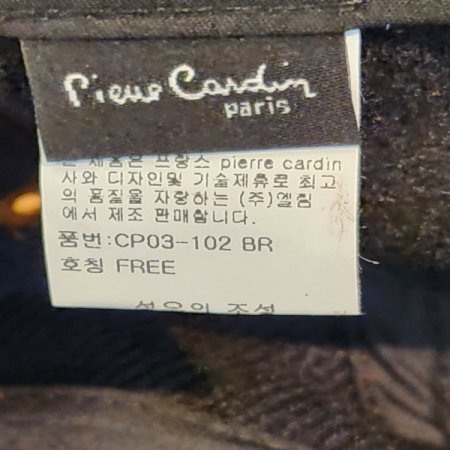 Pierre Cardin
paris
본 제품은 프랑스 pierre cardin
사와 디자인및 기술제휴로 최고
의 품질을 자랑하는 (주)엘림
에서 제조 판매합니다.
품번:CP03-102 BR
호칭 FREE
섬유의 조성